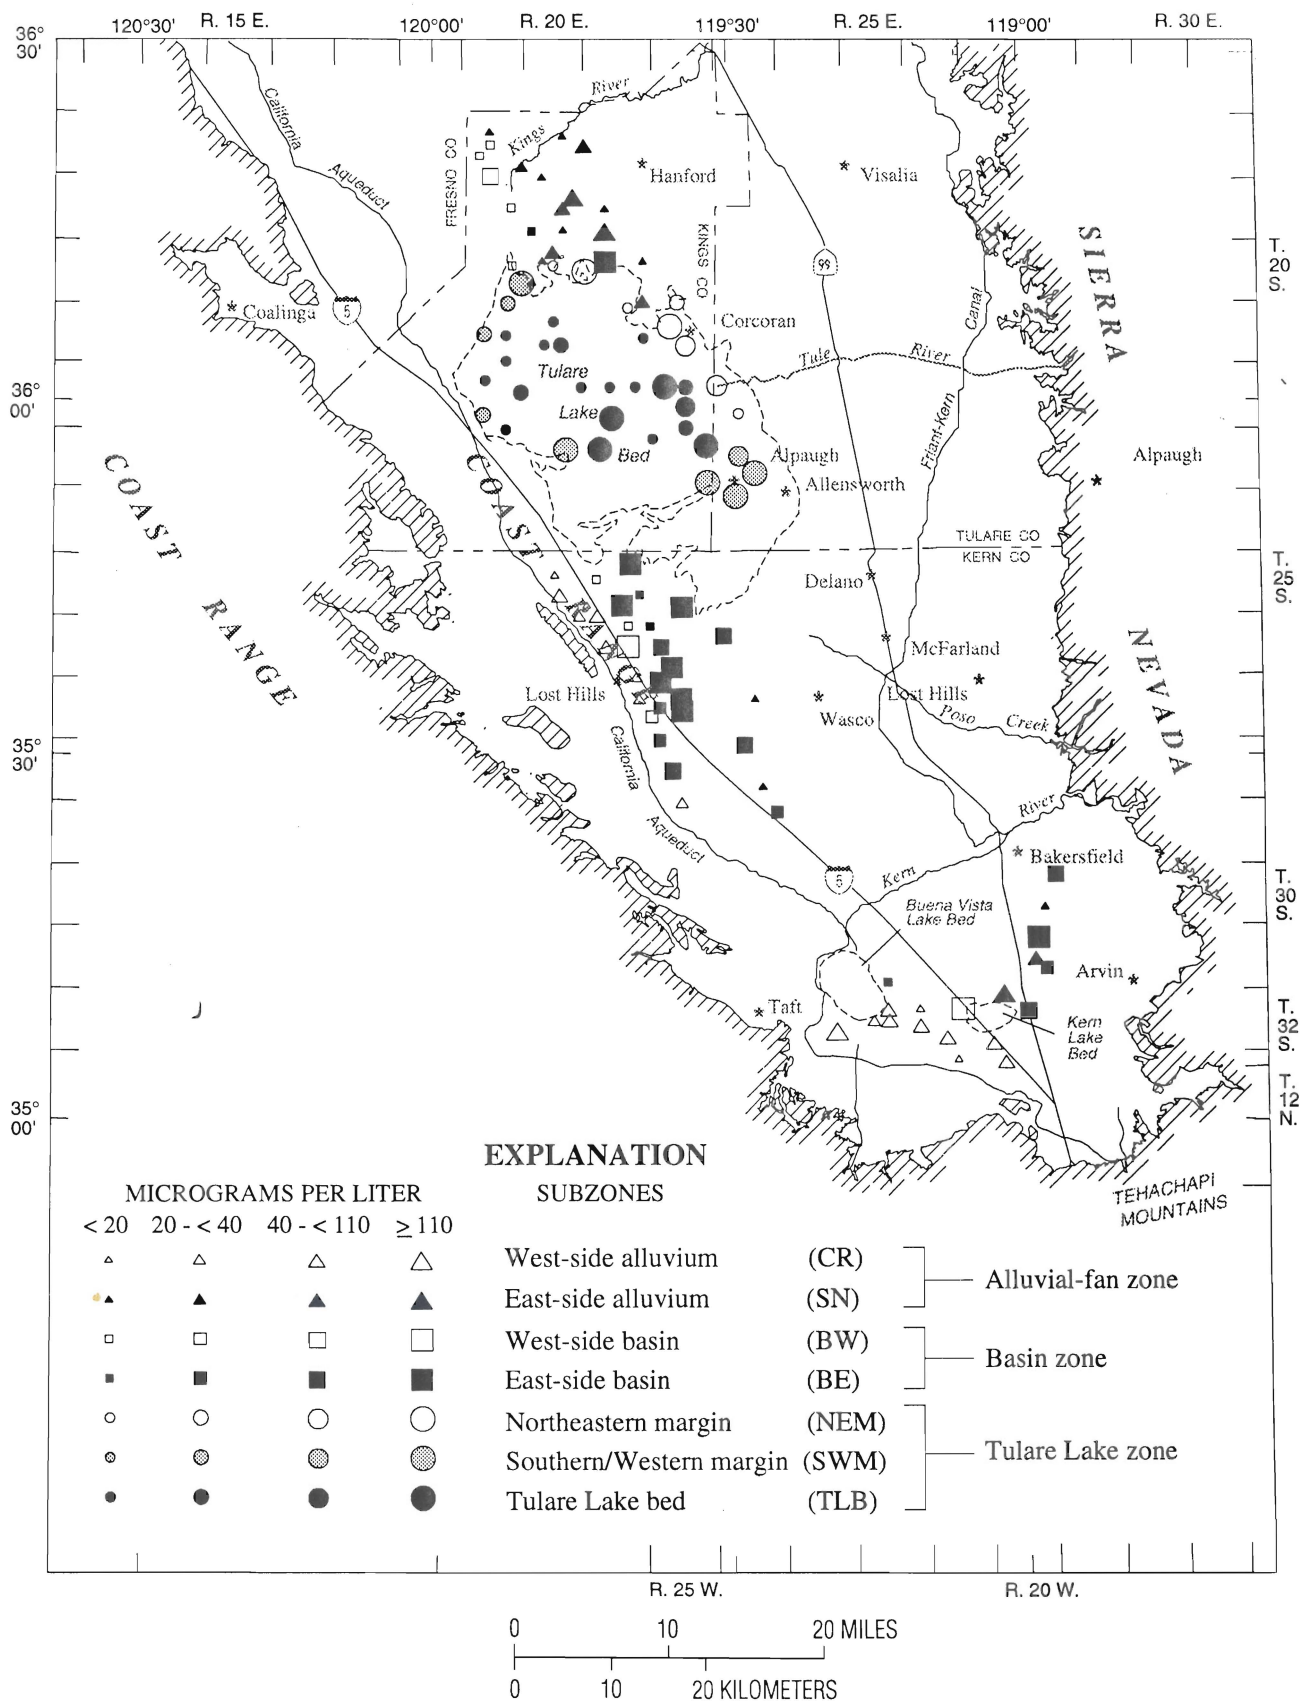 120°30' R. 15 E. 120°00' R. 20 E. 119°30' R. 25 E. 119°00' R. 30 E.
36°
30'
River
California
Kings
FRESNO CO
Hanford
Visalia
Aqueduct
KINGS CO
SIERRA
99
T.
20
S.
Coalinga
5
Corcoran
Canal
Tule River
Tulare
36°
00'
Lake
Friant-Kern
Bed
Alpaugh
Alpaugh
Allensworth
COAST RANGE
COAST RANGE
TULARE CO
KERN CO
T.
25
S.
Delano
McFarland
NEVADA
Lost Hills
Lost Hills
Wasco
Poso Creek
35°
30'
California
River
Aqueduct
Bakersfield
5
Kern
T.
30
S.
Buena Vista
Lake Bed
Arvin
Taft
Kern
Lake
Bed
T.
32
S.
T.
12
N.
35°
00'
TEHACHAPI
MOUNTAINS
EXPLANATION
MICROGRAMS PER LITER SUBZONES
< 20 20 - < 40 40 - < 110 ≥ 110
West-side alluvium (CR)
Alluvial-fan zone
East-side alluvium (SN)
West-side basin (BW)
Basin zone
East-side basin (BE)
Northeastern margin (NEM)
Southern/Western margin (SWM)
Tulare Lake zone
Tulare Lake bed (TLB)
R. 25 W. R. 20 W.
0 10 20 MILES
0 10 20 KILOMETERS